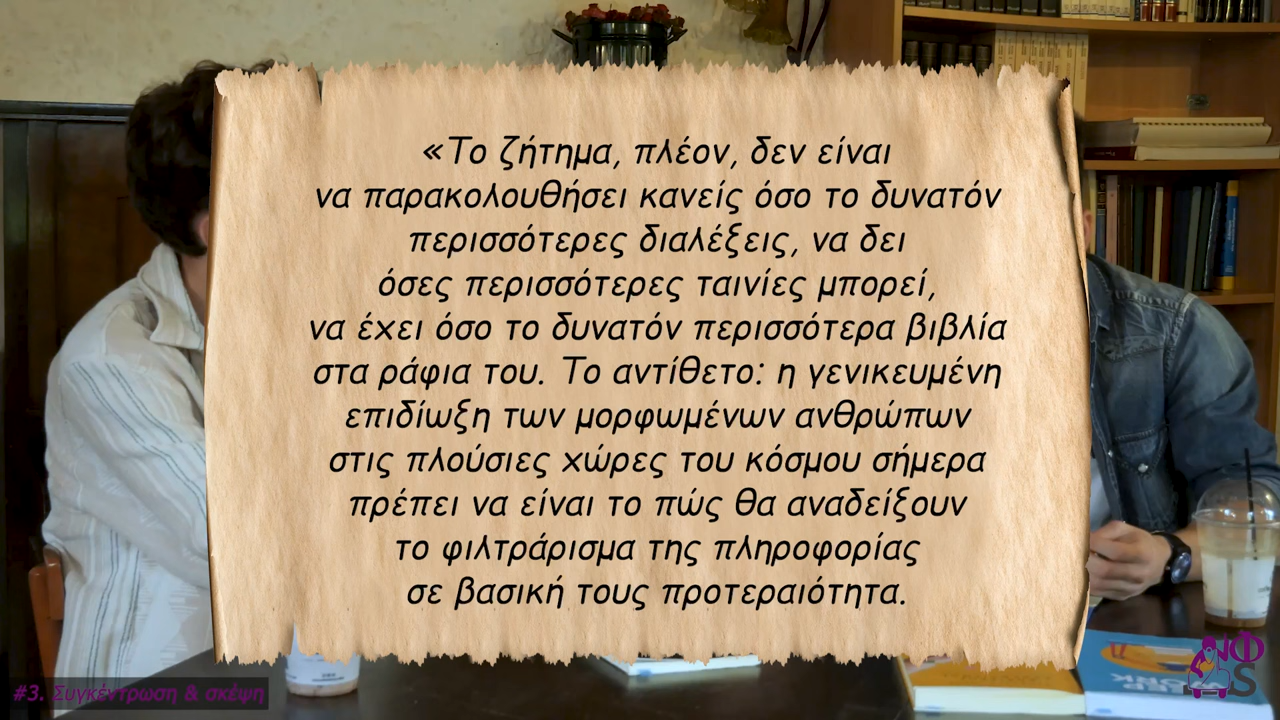 «Το ζήτημα, πλέον, δεν είναι
να παρακολουθήσει κανείς όσο το δυνατόν
περισσότερες διαλέξεις, να δει
όσες περισσότερες ταινίες μπορεί,
να έχει όσο το δυνατόν περισσότερα βιβλία
στα ράφια του. Το αντίθετο: η γενικευμένη
επιδίωξη των μορφωμένων ανθρώπων
στις πλούσιες χώρες του κόσμου σήμερα
πρέπει να είναι το πώς θα αναδείξουν
το φιλτράρισμα της πληροφορίας
σε βασική τους προτεραιότητα.
#3. Συγκέντρωση & σκέψη